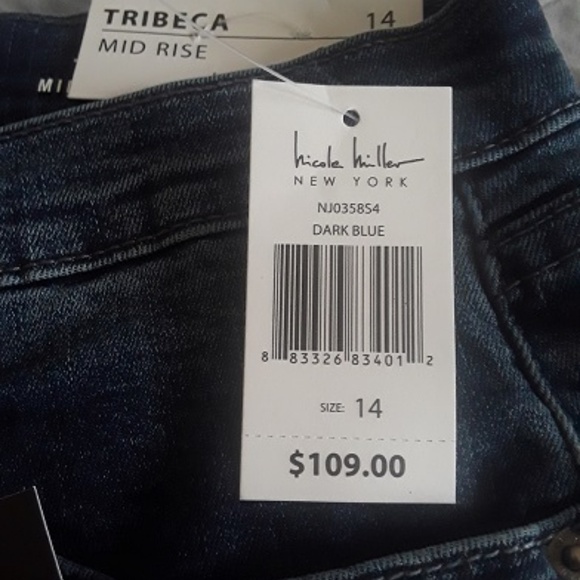 TRIBECA 14
MID RISE
MI
Nicole Miller
NEW YORK
NJ035854
DARK BLUE
8 83326 83401 2
SIZE: 14
$109.00